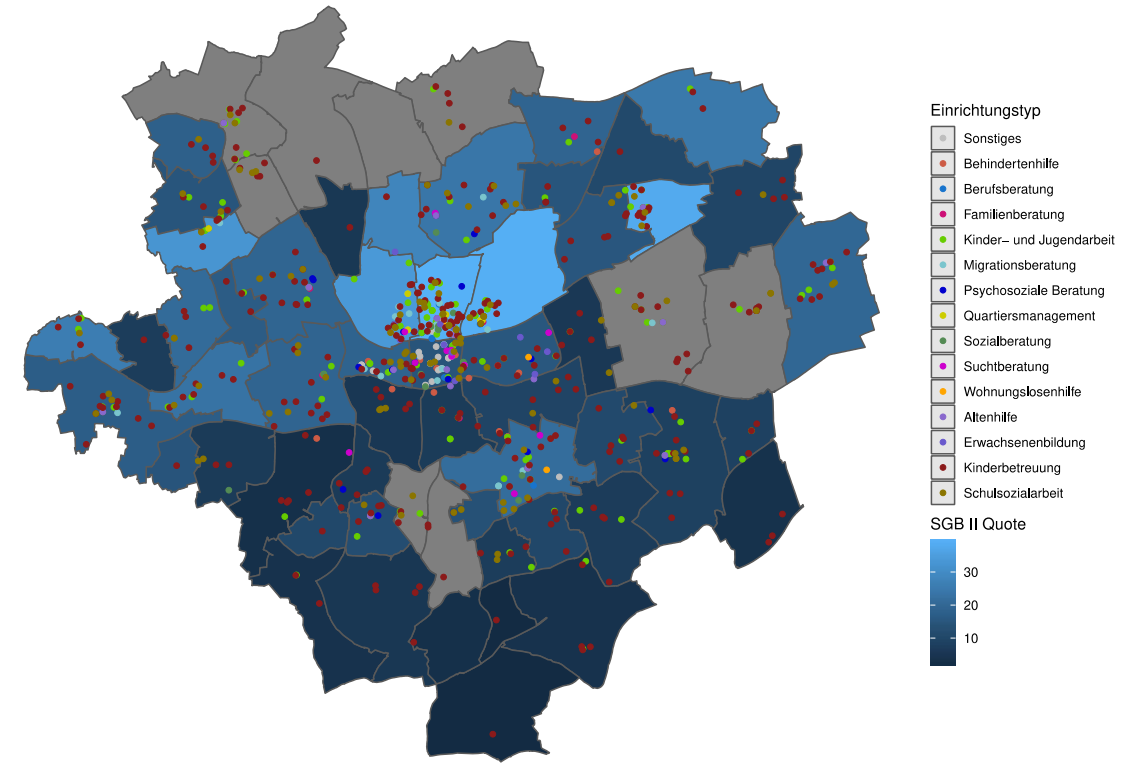 Einrichtungstyp
Sonstiges
Behindertenhilfe
Berufsberatung
Familienberatung
Kinder− und Jugendarbeit
Migrationsberatung
Psychosoziale Beratung
Quartiersmanagement
Sozialberatung
Suchtberatung
Wohnungslosenhilfe
Altenhilfe
Erwachsenenbildung
Kinderbetreuung
Schulsozialarbeit
SGB II Quote
30
20
10